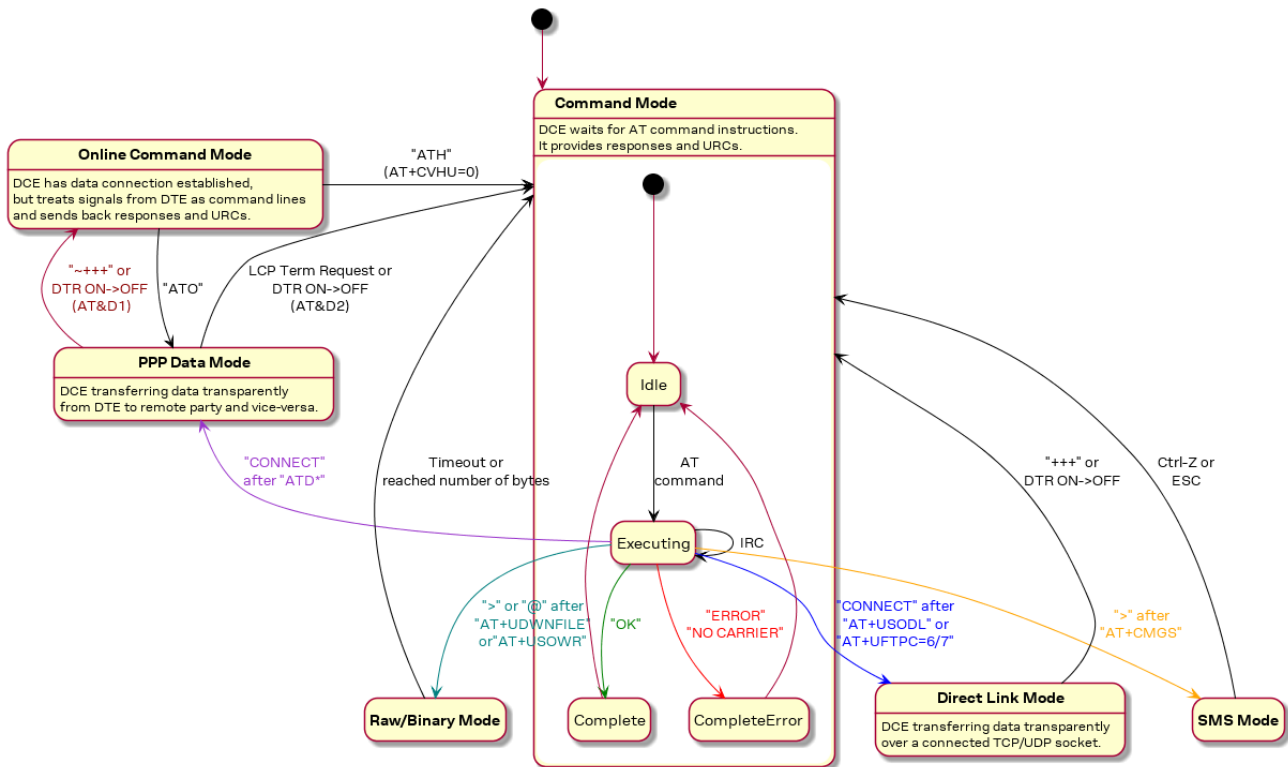 Command Mode
DCE waits for AT command instructions.
It provides responses and URCs.
Online Command Mode
DCE has data connection established,
but treats signals from DTE as command lines
and sends back responses and URCs.
"ATH"
(AT+CVHU=0)
"~+++" or
DTR ON->OFF
(AT&D1)
"ATO"
LCP Term Request or
DTR ON->OFF
(AT&D2)
PPP Data Mode
DCE transferring data transparently
from DTE to remote party and vice-versa.
Idle
"CONNECT"
after "ATD*"
Timeout or
reached number of bytes
AT
command
"+++" or
DTR ON->OFF
Ctrl-Z or
ESC
Executing
IRC
">" or "@" after
"AT+UDWNFILE"
or"AT+USOWR"
"OK"
"ERROR"
"NO CARRIER"
"CONNECT" after
"AT+USODL" or
"AT+UFTPC=6/7"
">" after
"AT+CMGS"
Raw/Binary Mode
Complete
CompleteError
Direct Link Mode
DCE transferring data transparently
over a connected TCP/UDP socket.
SMS Mode